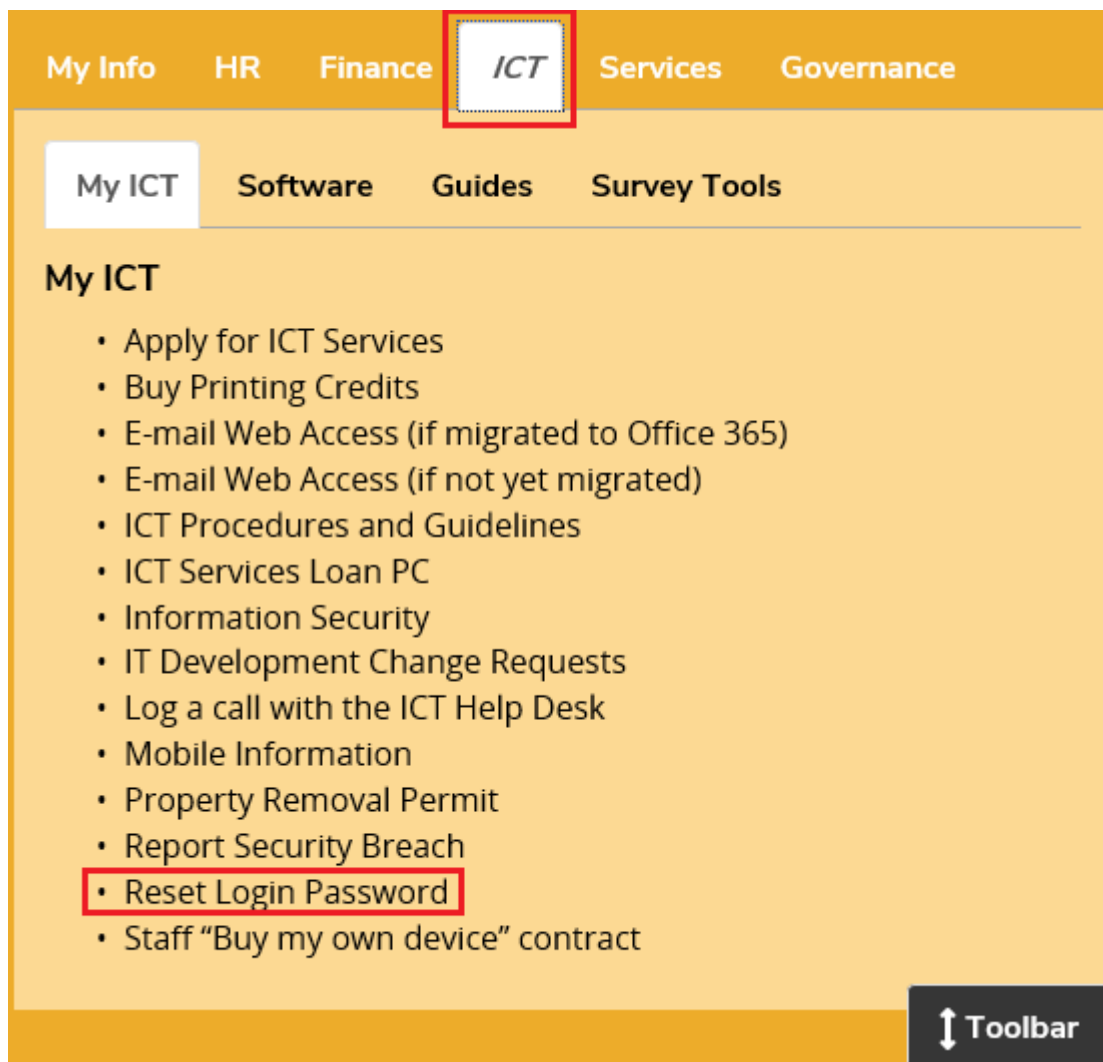 My Info HR Finance ICT Services Governance
My ICT Software Guides Survey Tools
My ICT
• Apply for ICT Services
• Buy Printing Credits
• E-mail Web Access (if migrated to Office 365)
• E-mail Web Access (if not yet migrated)
• ICT Procedures and Guidelines
• ICT Services Loan PC
• Information Security
• IT Development Change Requests
• Log a call with the ICT Help Desk
• Mobile Information
• Property Removal Permit
• Report Security Breach
• Reset Login Password
• Staff “Buy my own device” contract
Toolbar